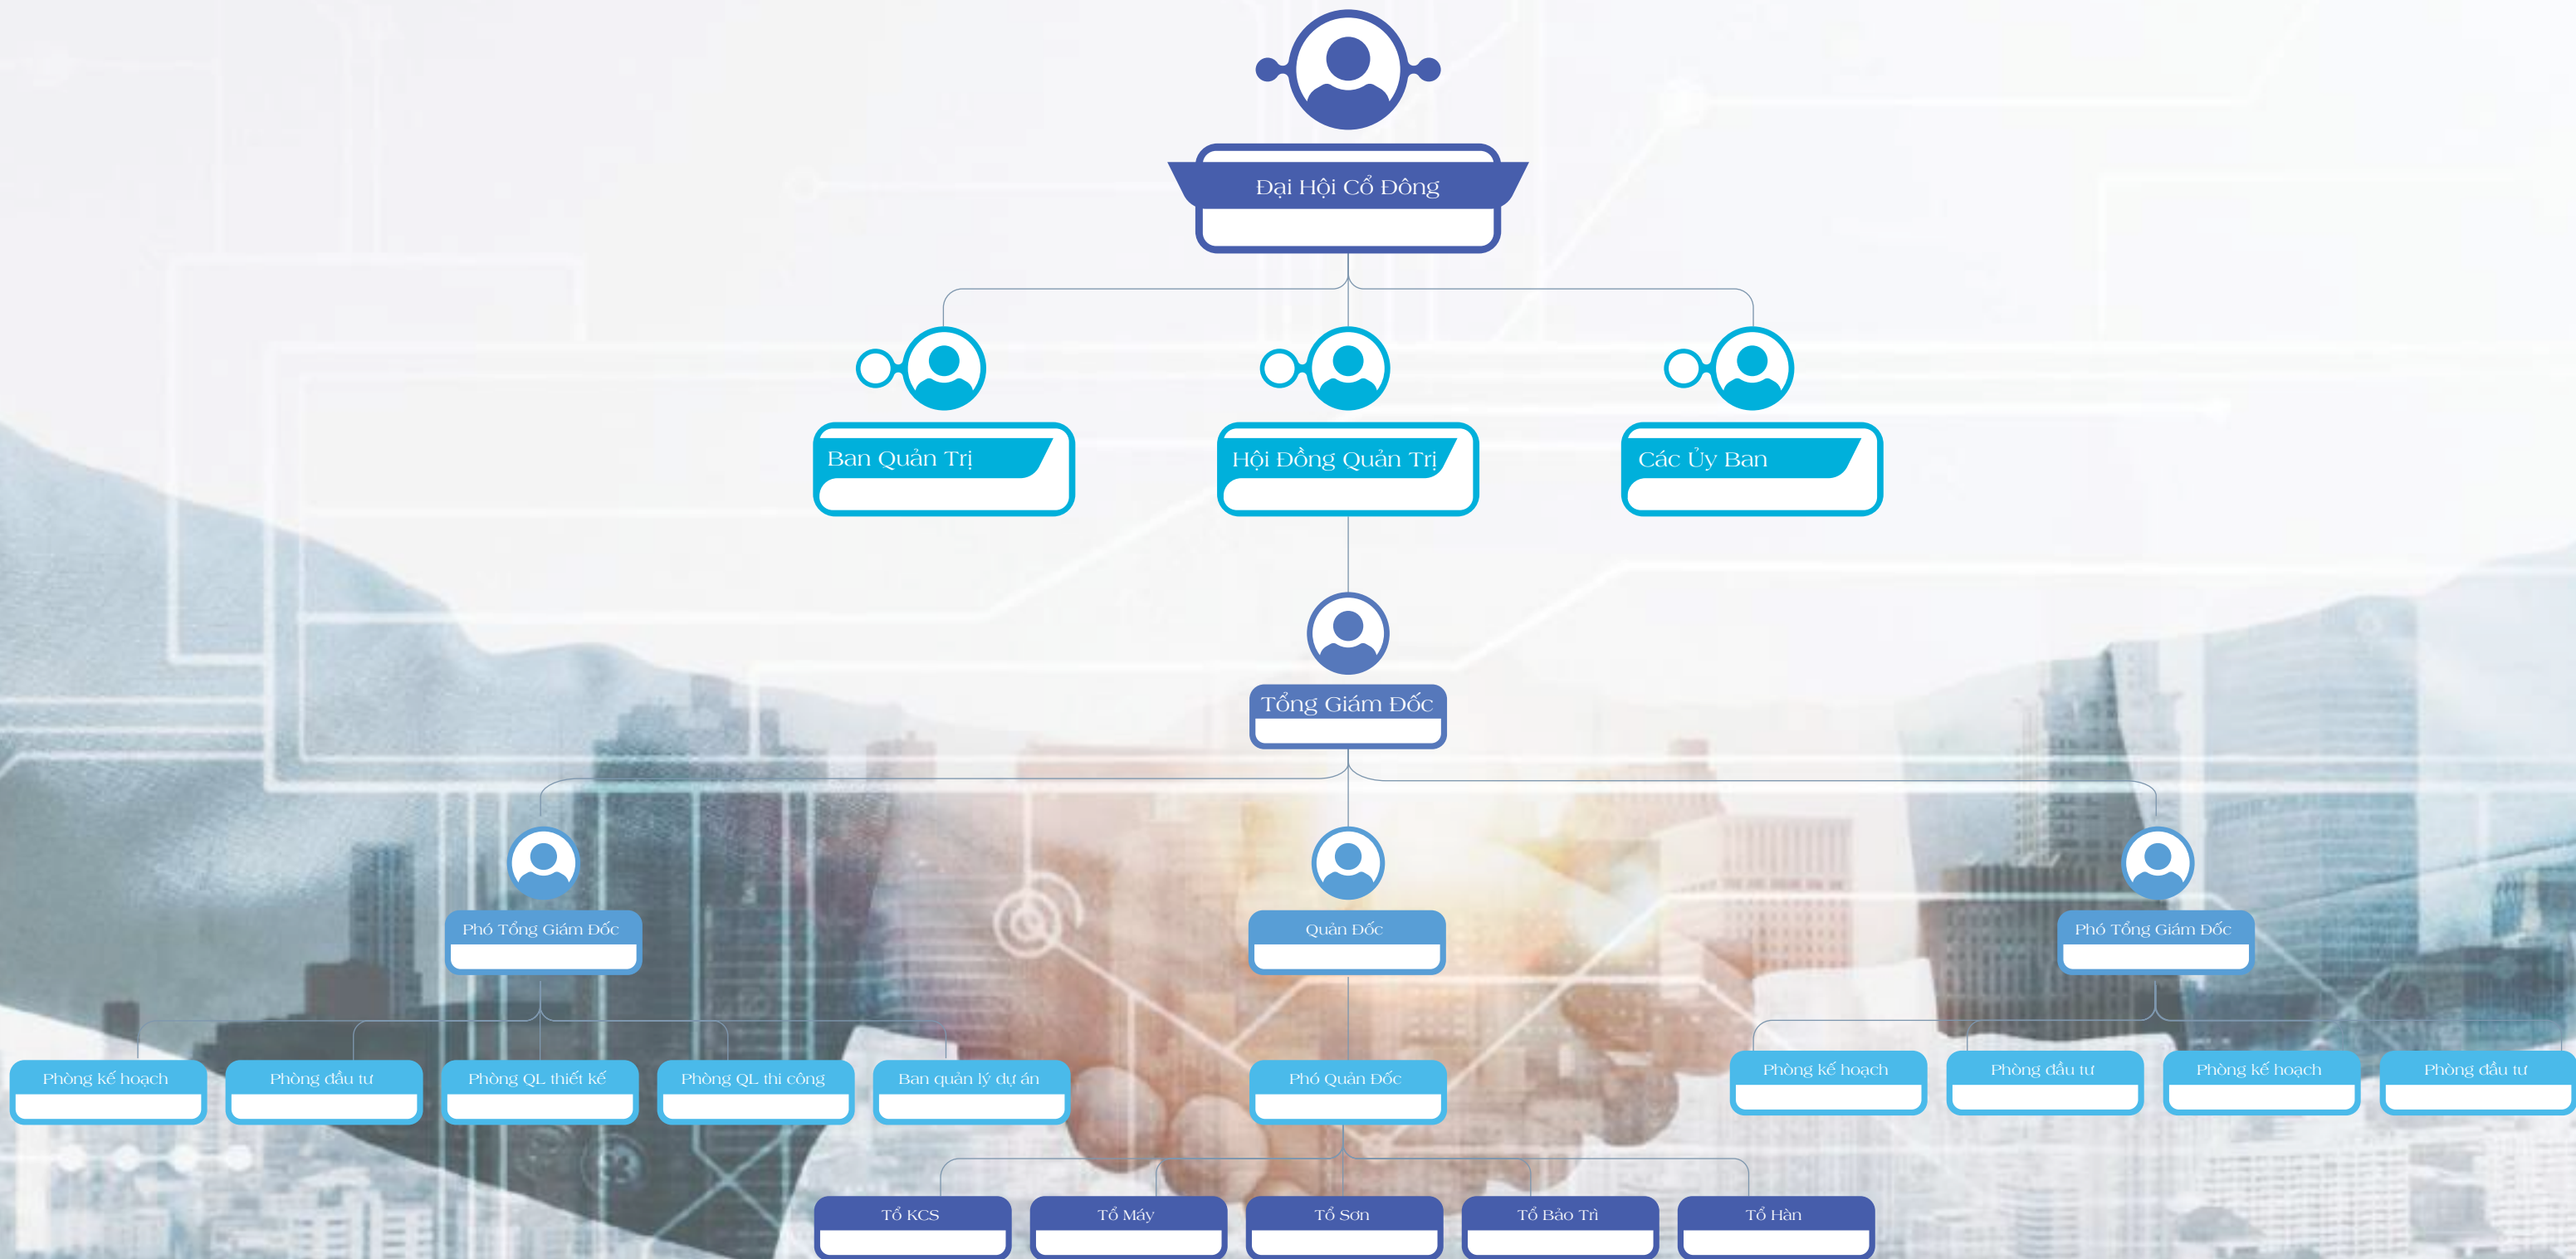 Đại Hội Cổ Đông
Ban Quản Trị
Hội Đồng Quản Trị
Các Ủy Ban
Tổng Giám Đốc
Phó Tổng Giám Đốc
Quản Đốc
Phó Tổng Giám Đốc
Phòng kế hoạch
Phòng đầu tư
Phòng QL thiết kế
Phòng QL thi công
Ban quản lý dự án
Phó Quản Đốc
Phòng kế hoạch
Phòng đầu tư
Phòng kế hoạch
Phòng đầu tư
Tổ KCS
Tổ Máy
Tổ Sơn
Tổ Bảo Trì
Tổ Hàn